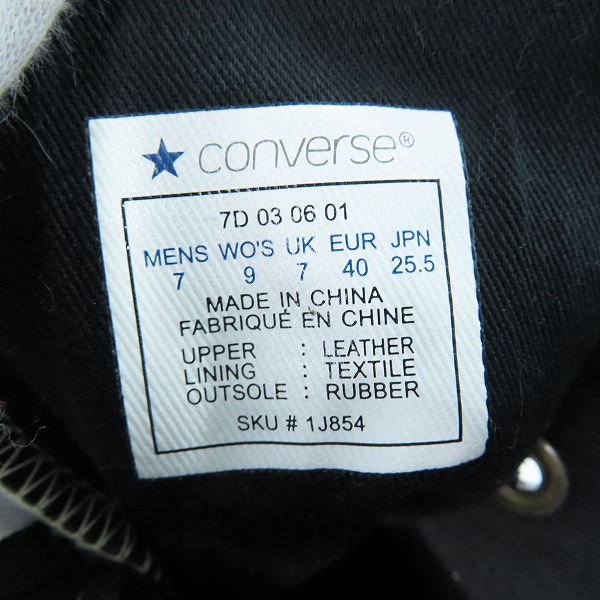 converse®
7D 03 06 01
MENS WO'S UK EUR JPN
7 9 7 40 25.5
MADE IN CHINA
FABRIQUÉ EN CHINE
UPPER : LEATHER
LINING : TEXTILE
OUTSOLE : RUBBER
SKU # 1J854